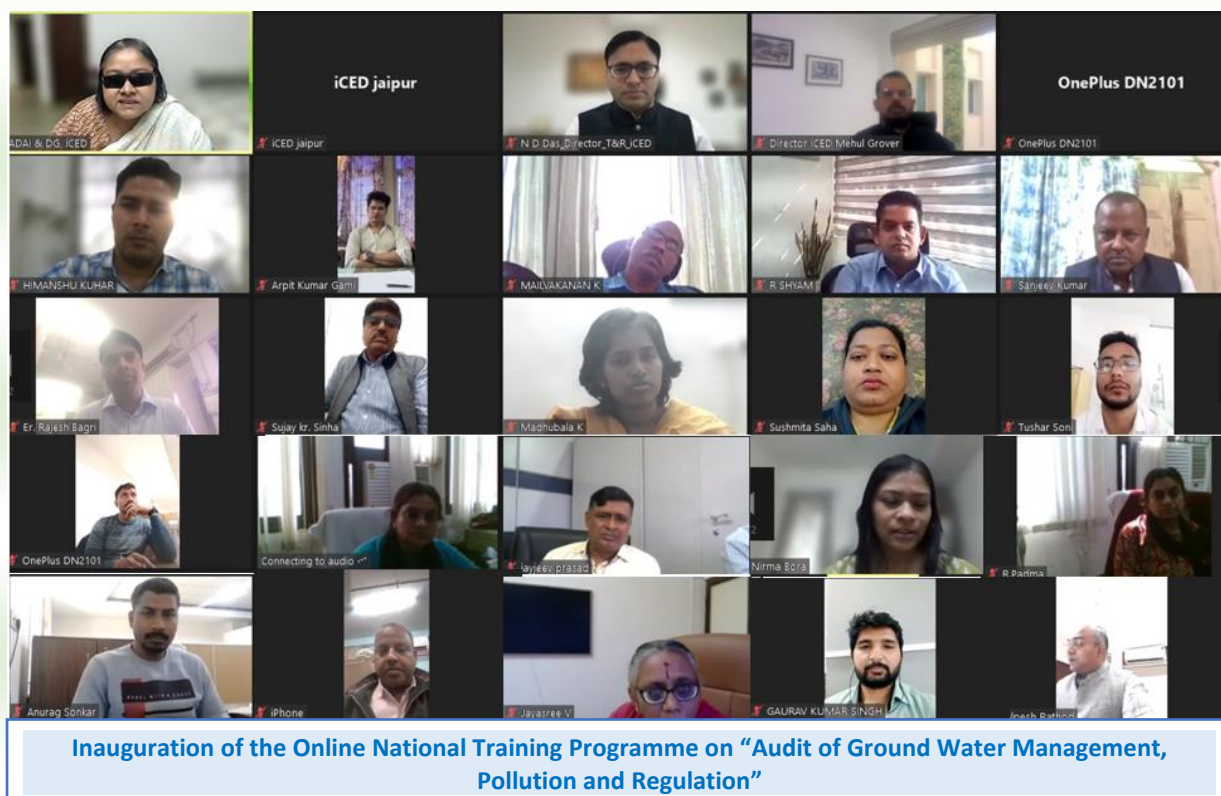 ADAI & DG, iCED
iCED jaipur
iCED jaipur
N D Das_Director_T&R_iCED
Director iCED Mehul Grover
OnePlus DN2101
OnePlus DN2101
HIMANSHU KUHAR
Arpit Kumar Gami
MAILVAKANAN K
R SHYAM
Sanjeev Kumar
Er. Rajesh Bagri
Sujay kr. Sinha
Madhubala K
Sushmita Saha
Tushar Soni
OnePlus DN2101
Connecting to audio
prasad
Nirma Bora
R Padma
Anurag Sonkar
iPhone
Jayasree V
GAURAV KUMAR SINGH
Rathod
Inauguration of the Online National Training Programme on “Audit of Ground Water Management,
Pollution and Regulation”